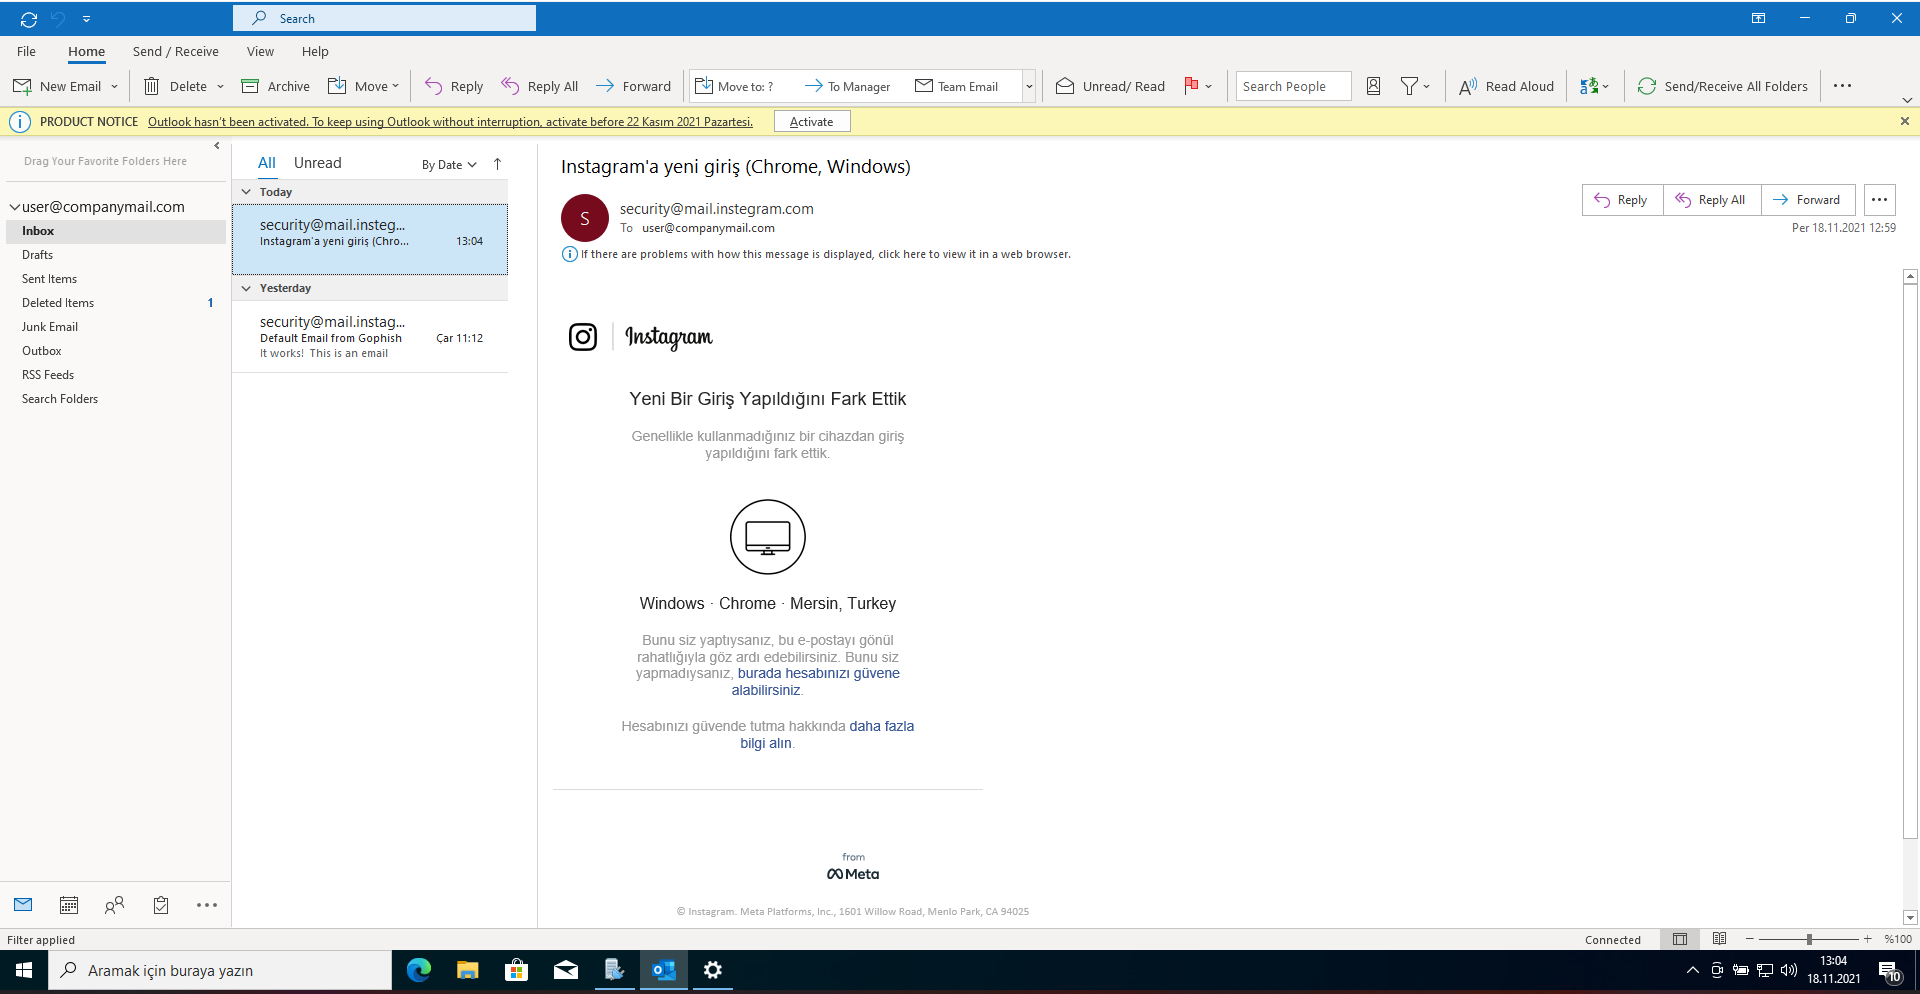 Search
File Home Send / Receive View Help
New Email Delete Archive Move Reply Reply All Forward Move to: ? To Manager Team Email Unread/ Read Search People Read Aloud Send/Receive All Folders
PRODUCT NOTICE Outlook hasn't been activated. To keep using Outlook without interruption, activate before 22 Kasım 2021 Pazartesi. Activate
Drag Your Favorite Folders Here
user@companymail.com
Inbox
Drafts
Sent Items
Deleted Items 1
Junk Email
Outbox
RSS Feeds
Search Folders
All Unread By Date
Today
security@mail.insteg...
Instagram'a yeni giriş (Chro... 13:04
Yesterday
security@mail.instag...
Default Email from Gophish Çar 11:12
It works! This is an email
Instagram'a yeni giriş (Chrome, Windows)
S
security@mail.instegram.com
To user@companymail.com
Reply Reply All Forward
Per 18.11.2021 12:59
If there are problems with how this message is displayed, click here to view it in a web browser.
Instagram
Yeni Bir Giriş Yapıldığını Fark Ettik
Genellikle kullanmadığınız bir cihazdan giriş
yapıldığını fark ettik.
Windows · Chrome · Mersin, Turkey
Bunu siz yaptıysanız, bu e-postayı gönül
rahatlığıyla göz ardı edebilirsiniz. Bunu siz
yapmadıysanız, burada hesabınızı güvene
alabilirsiniz.
Hesabınızı güvende tutma hakkında daha fazla
bilgi alın.
from
Meta
© Instagram. Meta Platforms, Inc., 1601 Willow Road, Menlo Park, CA 94025
Filter applied
Connected
%100
Aramak için buraya yazın
13:04
18.11.2021
10